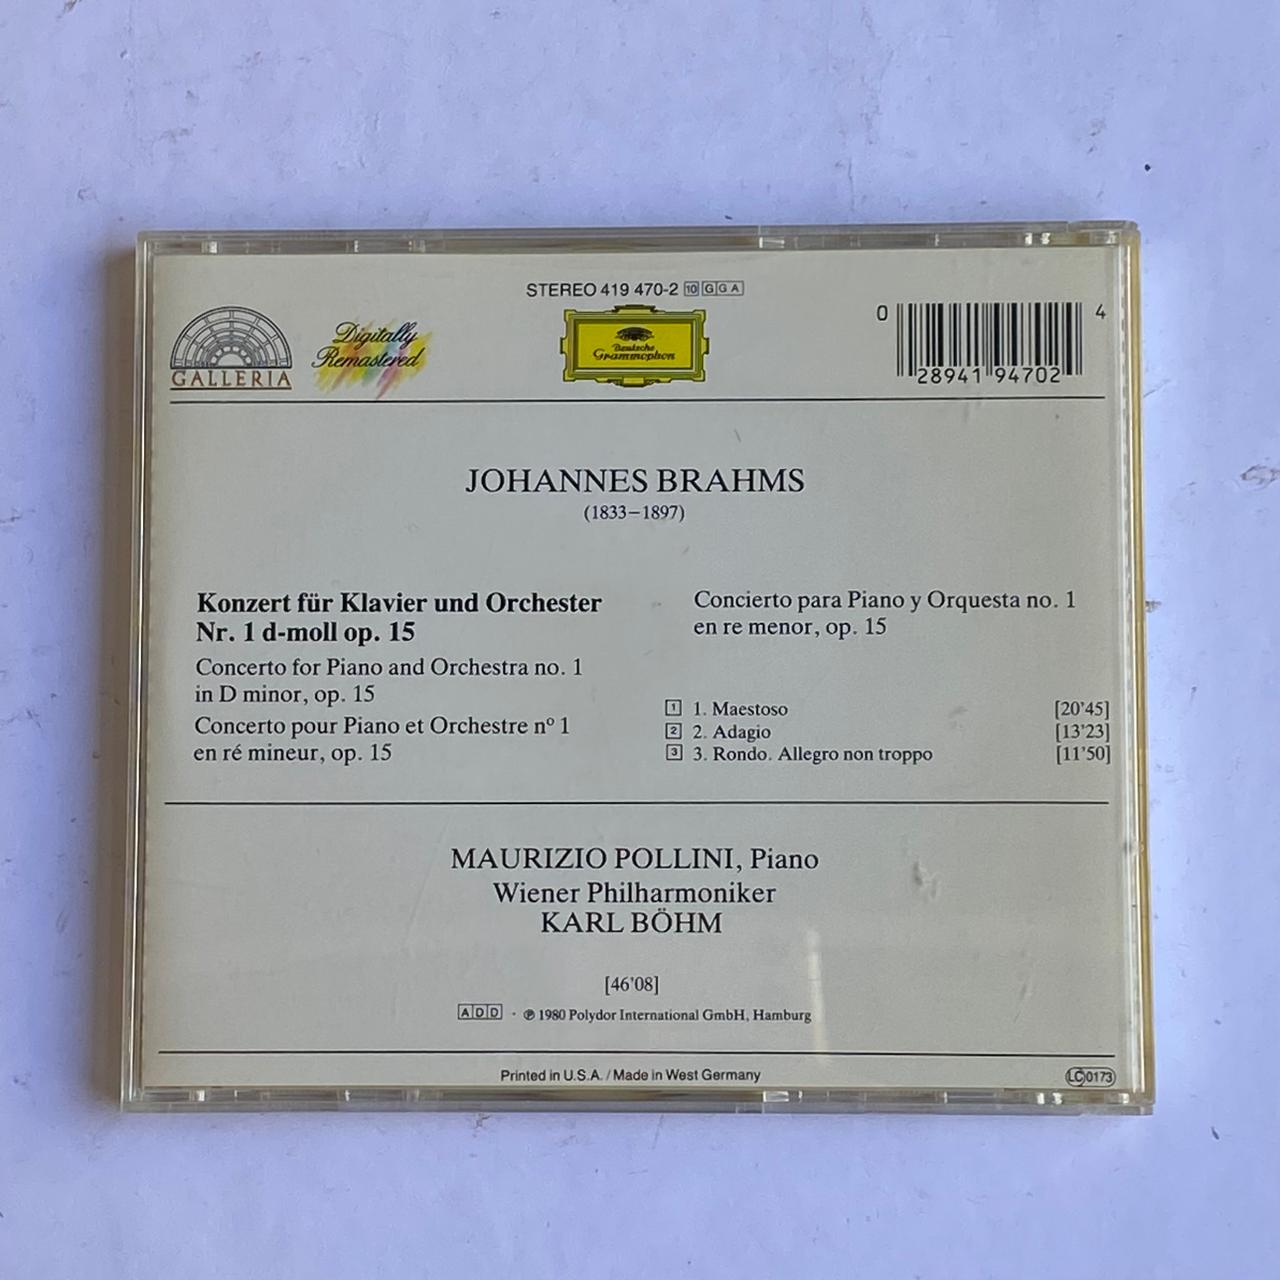 STEREO 419 470-2 10 G G A
GALLERIA
Digitally
Remastered
Deutsche
Grammophon
0 28941 94702 4
JOHANNES BRAHMS
(1833–1897)
Konzert für Klavier und Orchester
Nr. 1 d-moll op. 15
Concerto for Piano and Orchestra no. 1
in D minor, op. 15
Concerto pour Piano et Orchestre nº 1
en ré mineur, op. 15
Concierto para Piano y Orquesta no. 1
en re menor, op. 15
1 1. Maestoso [20'45]
2 2. Adagio [13'23]
3 3. Rondo. Allegro non troppo [11'50]
MAURIZIO POLLINI, Piano
Wiener Philharmoniker
KARL BÖHM
[46'08]
A D D · ℗ 1980 Polydor International GmbH, Hamburg
Printed in U.S.A. / Made in West Germany
LC 0173